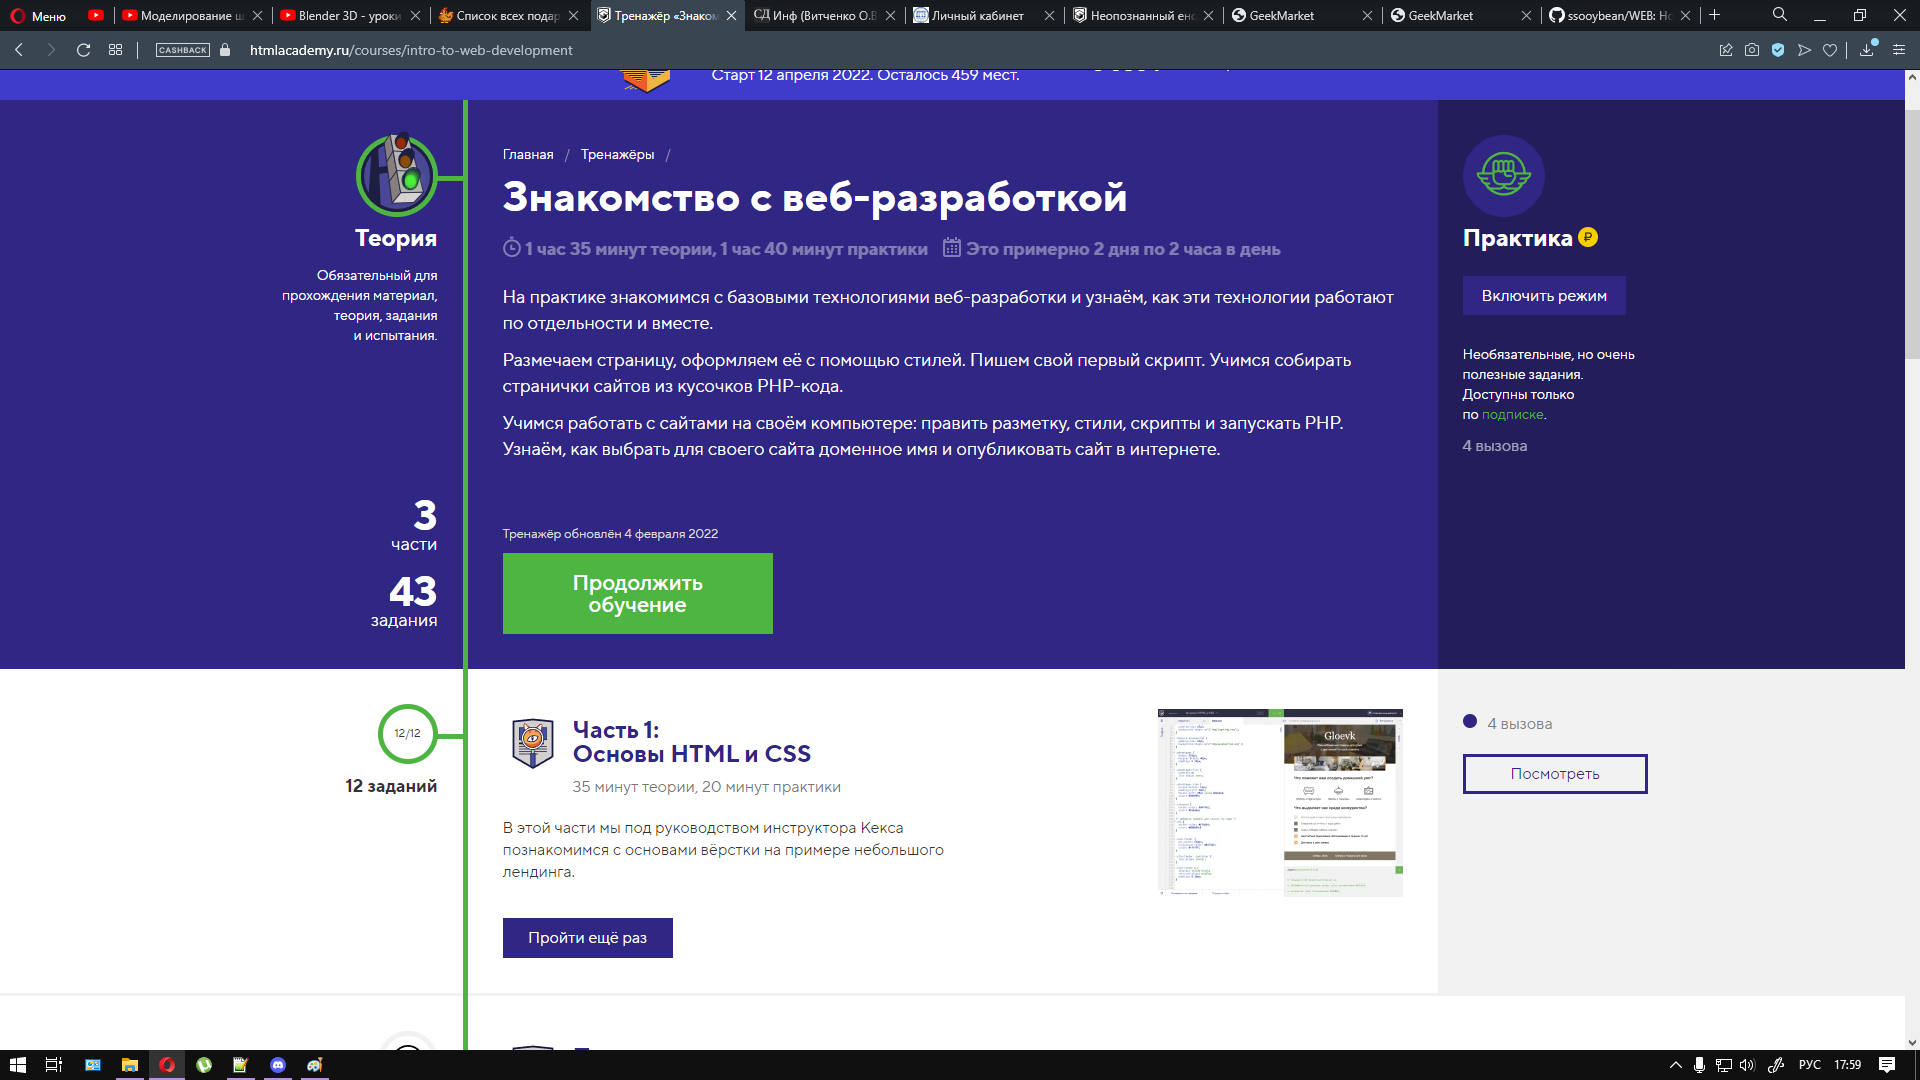 Меню
Моделирование ш
Blender 3D - уроки
Список всех подар
Тренажёр «Знаком
Инф (Витченко О.В
Личный кабинет
Неопознанный ено
GeekMarket
GeekMarket
ssooybean/WEB: Но
CASHBACK
htmlacademy.ru/courses/intro-to-web-development
Старт 12 апреля 2022. Осталось 459 мест.
Главная / Тренажёры /
Знакомство с веб-разработкой
1 час 35 минут теории, 1 час 40 минут практики Это примерно 2 дня по 2 часа в день
Теория
Обязательный для
прохождения материал,
теория, задания
и испытания.
На практике знакомимся с базовыми технологиями веб-разработки и узнаём, как эти технологии работают
по отдельности и вместе.
Размечаем страницу, оформляем её с помощью стилей. Пишем свой первый скрипт. Учимся собирать
странички сайтов из кусочков PHP-кода.
Учимся работать с сайтами на своём компьютере: править разметку, стили, скрипты и запускать PHP.
Узнаём, как выбрать для своего сайта доменное имя и опубликовать сайт в интернете.
Практика ₽
Включить режим
Необязательные, но очень
полезные задания.
Доступны только
по подписке.
4 вызова
3
части
43
задания
Тренажёр обновлён 4 февраля 2022
Продолжить
обучение
12/12
12 заданий
Часть 1:
Основы HTML и CSS
35 минут теории, 20 минут практики
В этой части мы под руководством инструктора Кекса
познакомимся с основами вёрстки на примере небольшого
лендинга.
Пройти ещё раз
Gloevk
4 вызова
Посмотреть
РУС
17:59